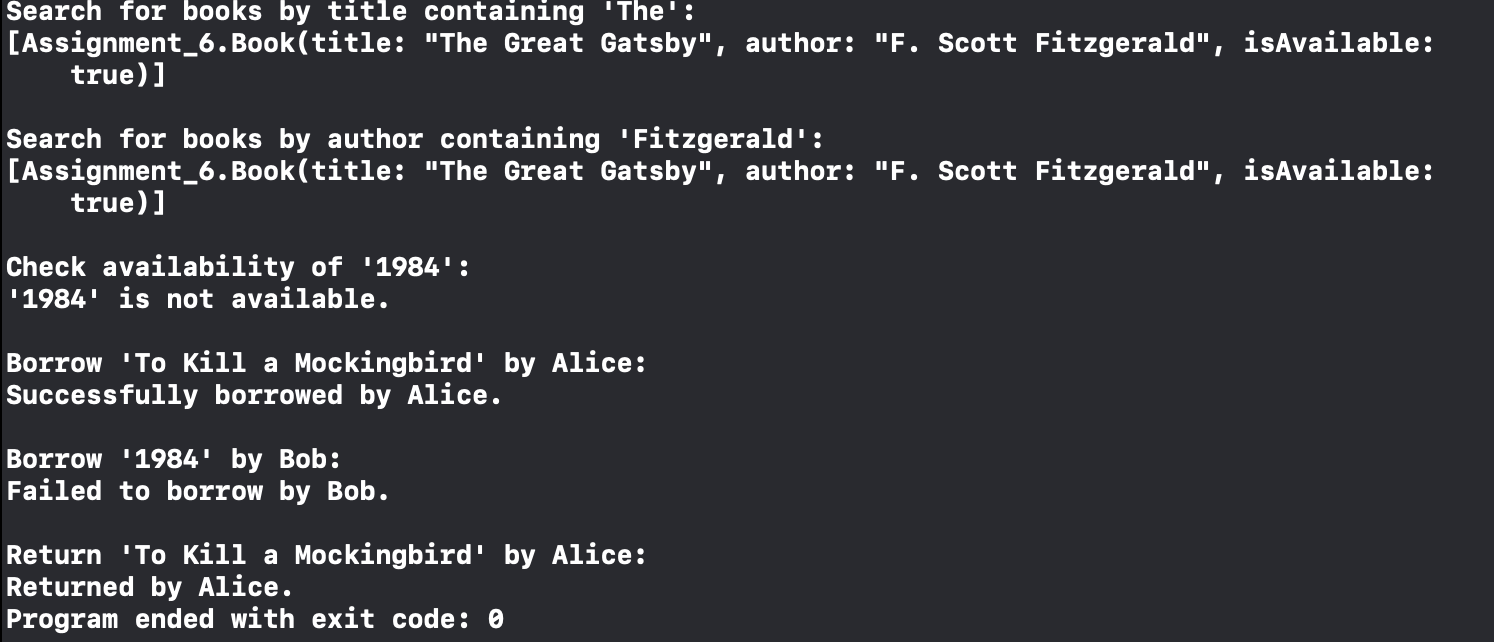 Search for books by title containing 'The':
[Assignment_6.Book(title: "The Great Gatsby", author: "F. Scott Fitzgerald", isAvailable:
true)]
Search for books by author containing 'Fitzgerald':
[Assignment_6.Book(title: "The Great Gatsby", author: "F. Scott Fitzgerald", isAvailable:
true)]
Check availability of '1984':
'1984' is not available.
Borrow 'To Kill a Mockingbird' by Alice:
Successfully borrowed by Alice.
Borrow '1984' by Bob:
Failed to borrow by Bob.
Return 'To Kill a Mockingbird' by Alice:
Returned by Alice.
Program ended with exit code: 0